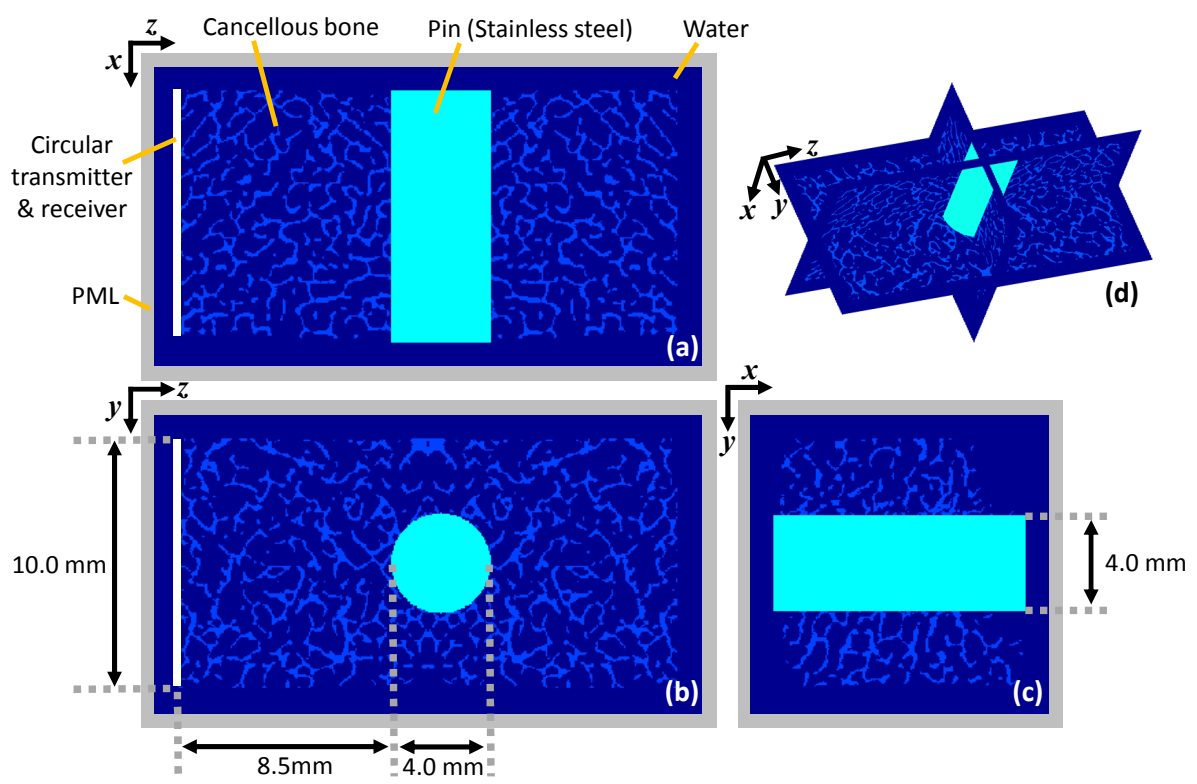 z
x
Cancellous bone
Pin (Stainless steel)
Water
Circular
transmitter
& receiver
PML
(a)
z
x
y
(d)
z
y
10.0 mm
(b)
8.5mm
4.0 mm
x
y
4.0 mm
(c)